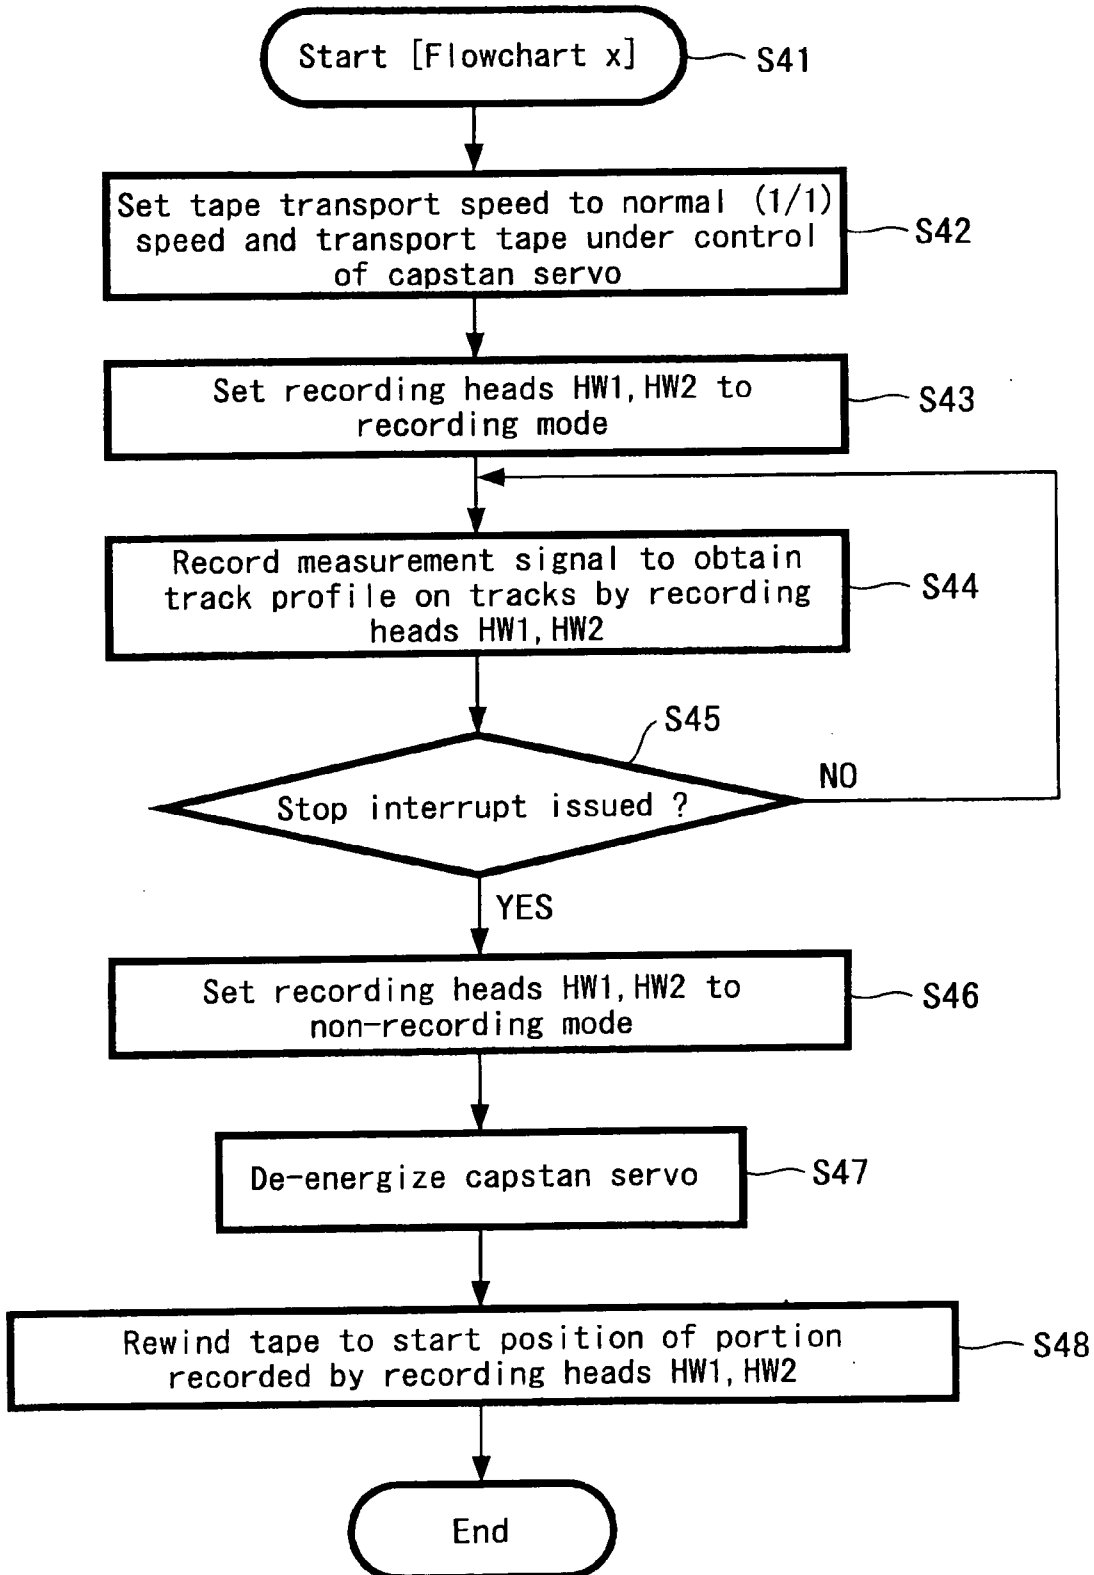 Start [Flowchart x]
S41
Set tape transport speed to normal (1/1)
speed and transport tape under control
of capstan servo
S42
Set recording heads HW1, HW2 to
recording mode
S43
Record measurement signal to obtain
track profile on tracks by recording
heads HW1, HW2
S44
S45
Stop interrupt issued ?
NO
YES
Set recording heads HW1, HW2 to
non-recording mode
S46
De-energize capstan servo
S47
Rewind tape to start position of portion
recorded by recording heads HW1, HW2
S48
End